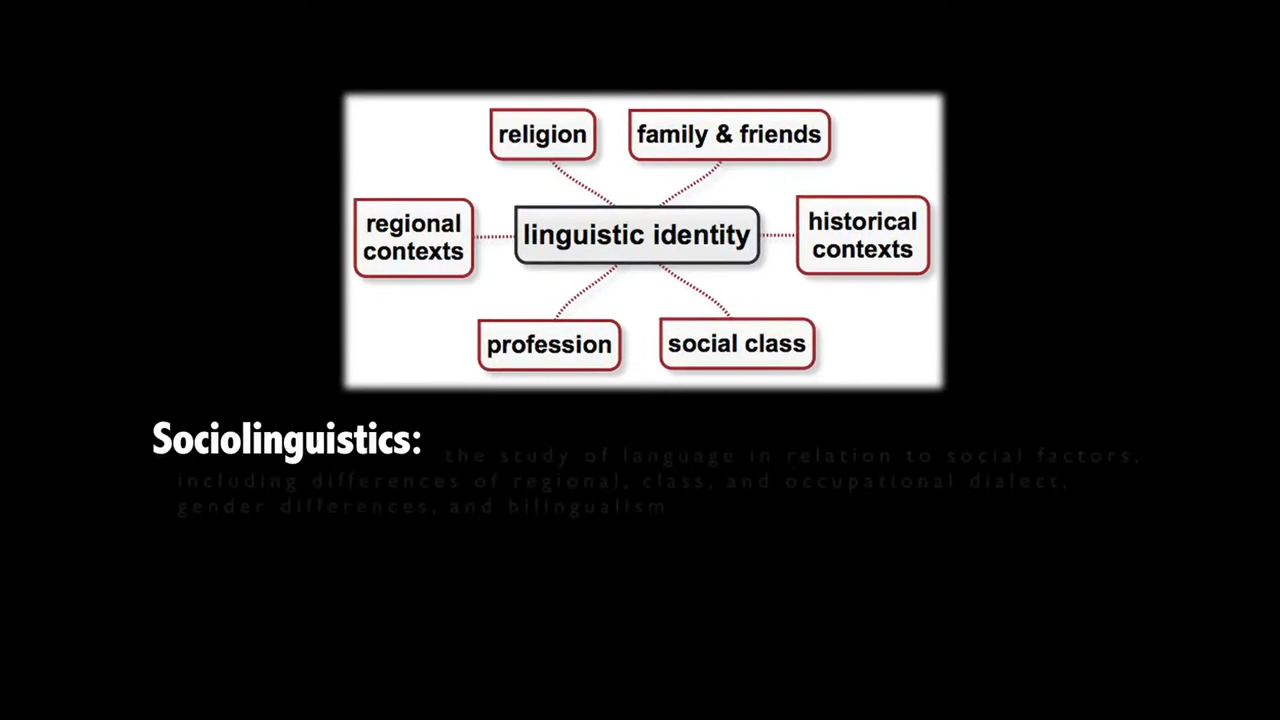 religion
family & friends
regional
contexts
linguistic identity
historical
contexts
profession
social class
Sociolinguistics: the study of language in relation to social factors,
including differences of regional, class, and occupational dialect,
gender differences, and bilingualism